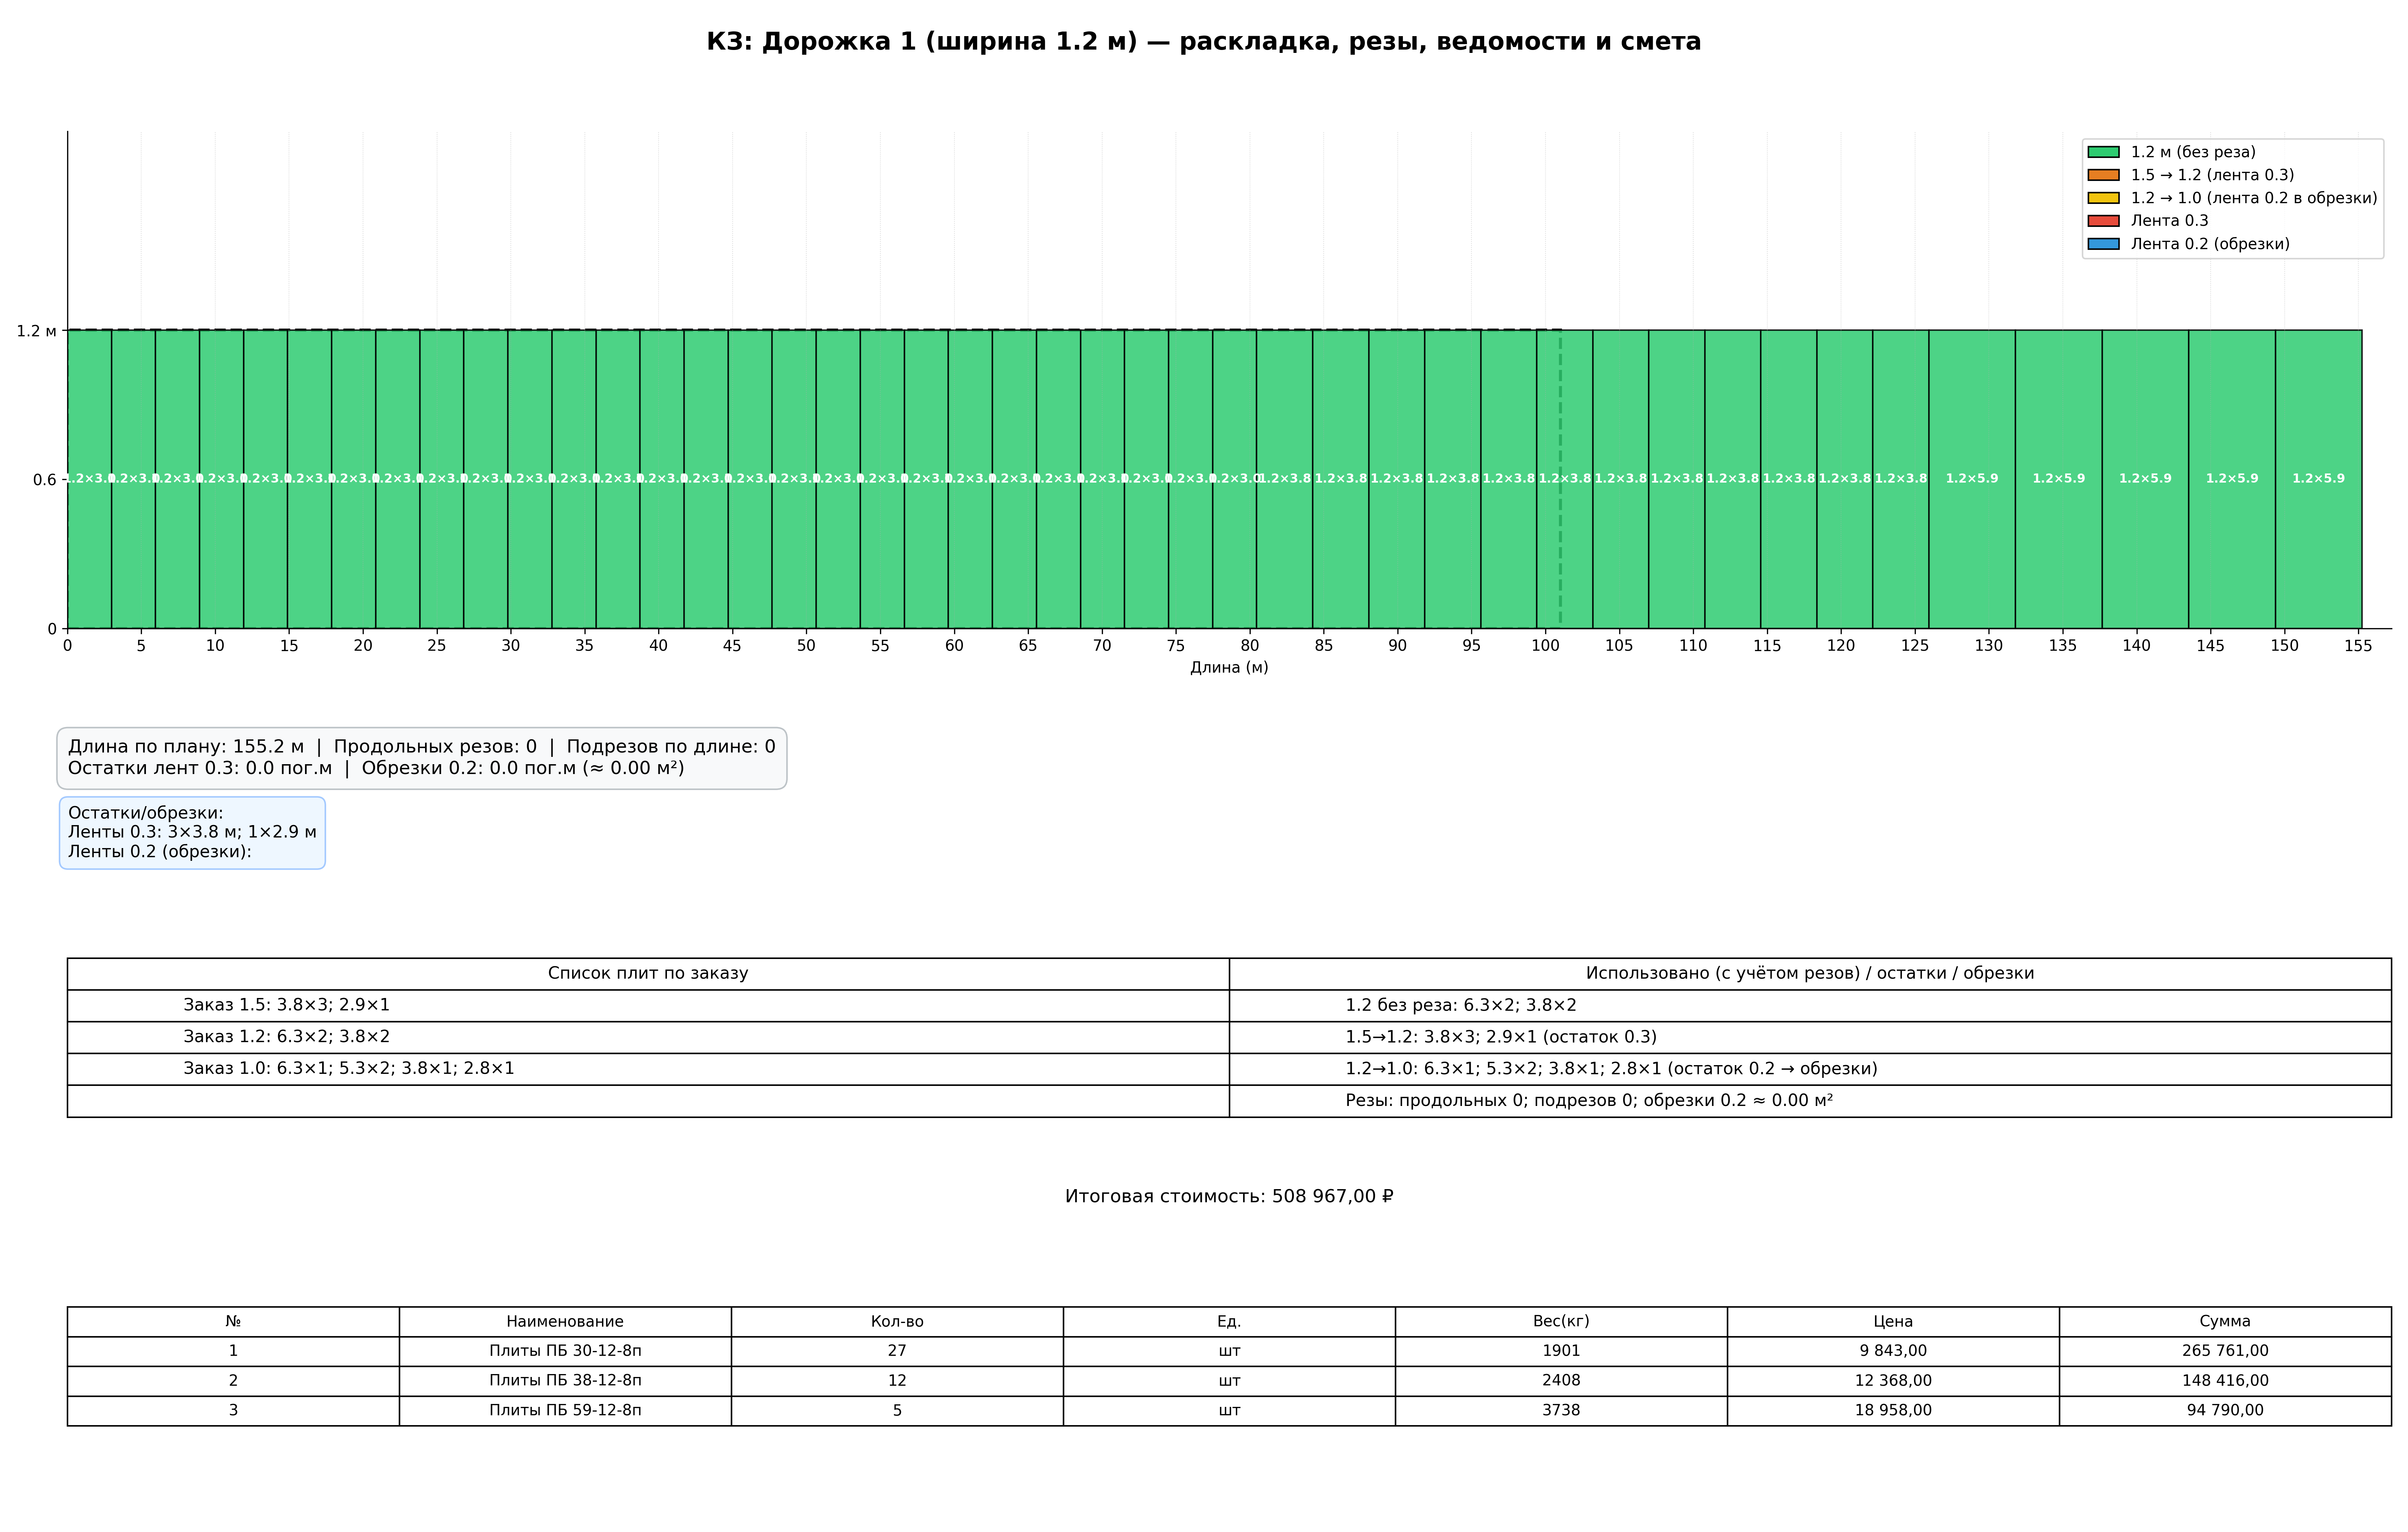 КЗ: Дорожка 1 (ширина 1.2 м) — раскладка, резы, ведомости и смета
1.2 м (без реза)
1.5 → 1.2 (лента 0.3)
1.2 → 1.0 (лента 0.2 в обрезки)
Лента 0.3
Лента 0.2 (обрезки)
1.2 м
0.6 1.2×3.0 1.2×3.0 1.2×3.0 1.2×3.0 1.2×3.0 1.2×3.0 1.2×3.0 1.2×3.0 1.2×3.0 1.2×3.0 1.2×3.0 1.2×3.0 1.2×3.0 1.2×3.0 1.2×3.0 1.2×3.0 1.2×3.0 1.2×3.0 1.2×3.0 1.2×3.0 1.2×3.0 1.2×3.0 1.2×3.0 1.2×3.0 1.2×3.0 1.2×3.0 1.2×3.0 1.2×3.8 1.2×3.8 1.2×3.8 1.2×3.8 1.2×3.8 1.2×3.8 1.2×3.8 1.2×3.8 1.2×3.8 1.2×3.8 1.2×3.8 1.2×3.8 1.2×5.9 1.2×5.9 1.2×5.9 1.2×5.9 1.2×5.9
0
0 5 10 15 20 25 30 35 40 45 50 55 60 65 70 75 80 85 90 95 100 105 110 115 120 125 130 135 140 145 150 155
Длина (м)
Длина по плану: 155.2 м | Продольных резов: 0 | Подрезов по длине: 0
Остатки лент 0.3: 0.0 пог.м | Обрезки 0.2: 0.0 пог.м (≈ 0.00 м²)
Остатки/обрезки:
Ленты 0.3: 3×3.8 м; 1×2.9 м
Ленты 0.2 (обрезки):
Список плит по заказу Использовано (с учётом резов) / остатки / обрезки
Заказ 1.5: 3.8×3; 2.9×1 1.2 без реза: 6.3×2; 3.8×2
Заказ 1.2: 6.3×2; 3.8×2 1.5→1.2: 3.8×3; 2.9×1 (остаток 0.3)
Заказ 1.0: 6.3×1; 5.3×2; 3.8×1; 2.8×1 1.2→1.0: 6.3×1; 5.3×2; 3.8×1; 2.8×1 (остаток 0.2 → обрезки)
Резы: продольных 0; подрезов 0; обрезки 0.2 ≈ 0.00 м²
Итоговая стоимость: 508 967,00 ₽
№ Наименование Кол-во Ед. Вес(кг) Цена Сумма
1 Плиты ПБ 30-12-8п 27 шт 1901 9 843,00 265 761,00
2 Плиты ПБ 38-12-8п 12 шт 2408 12 368,00 148 416,00
3 Плиты ПБ 59-12-8п 5 шт 3738 18 958,00 94 790,00